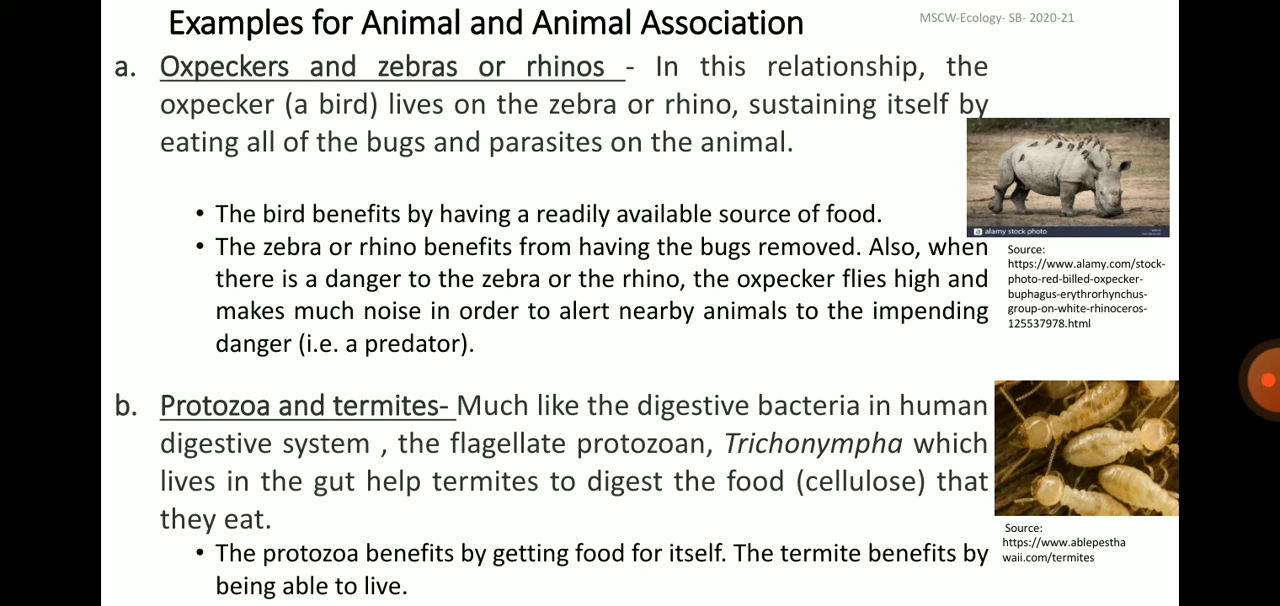 Examples for Animal and Animal Association
MSCW-Ecology- SB- 2020-21
a. Oxpeckers and zebras or rhinos - In this relationship, the
oxpecker (a bird) lives on the zebra or rhino, sustaining itself by
eating all of the bugs and parasites on the animal.
• The bird benefits by having a readily available source of food.
• The zebra or rhino benefits from having the bugs removed. Also, when
there is a danger to the zebra or the rhino, the oxpecker flies high and
makes much noise in order to alert nearby animals to the impending
danger (i.e. a predator).
a alamy stock photo
Source:
https://www.alamy.com/stock-
photo-red-billed-oxpecker-
buphagus-erythrorhynchus-
group-on-white-rhinoceros-
125537978.html
b. Protozoa and termites- Much like the digestive bacteria in human
digestive system , the flagellate protozoan, Trichonympha which
lives in the gut help termites to digest the food (cellulose) that
they eat.
• The protozoa benefits by getting food for itself. The termite benefits by
being able to live.
Source:
https://www.ablepestha
waii.com/termites